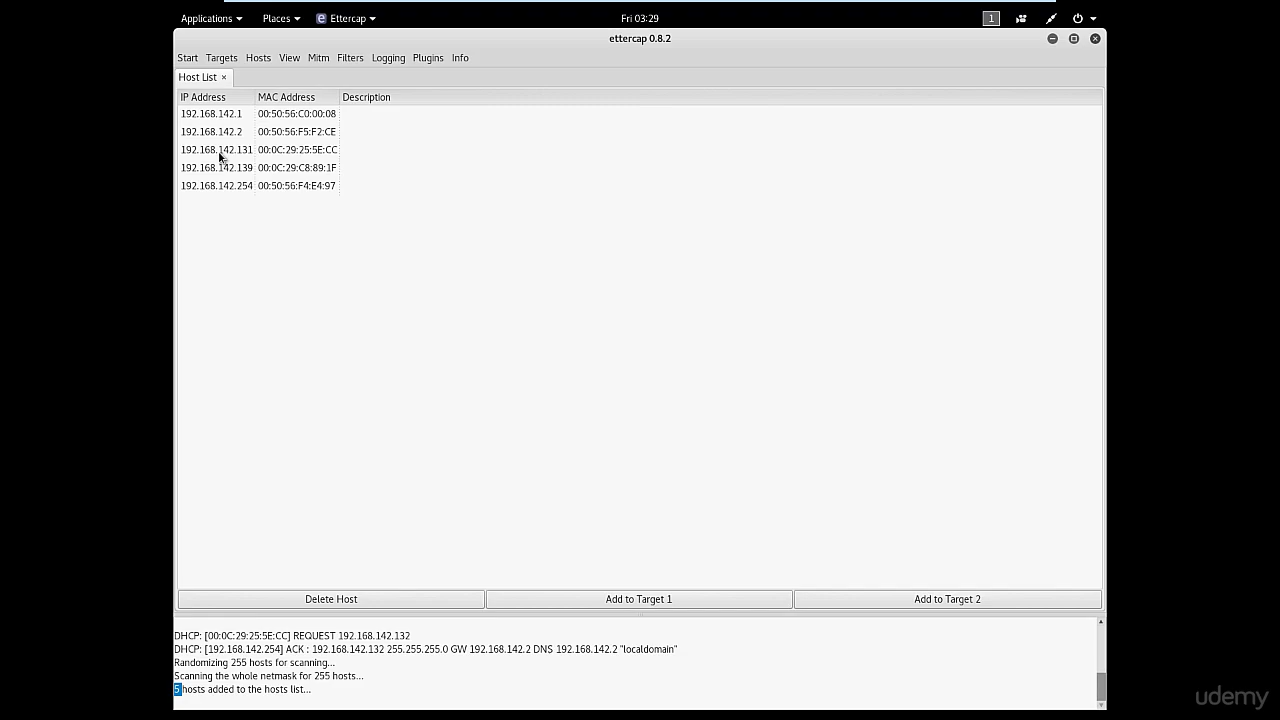 Applications Places Ettercap Fri 03:29 1
ettercap 0.8.2
Start Targets Hosts View Mitm Filters Logging Plugins Info
Host List ×
IP Address MAC Address Description
192.168.142.1 00:50:56:C0:00:08
192.168.142.2 00:50:56:F5:F2:CE
192.168.142.131 00:0C:29:25:5E:CC
192.168.142.139 00:0C:29:C8:89:1F
192.168.142.254 00:50:56:F4:E4:97
Delete Host Add to Target 1 Add to Target 2
DHCP: [00:0C:29:25:5E:CC] REQUEST 192.168.142.132
DHCP: [192.168.142.254] ACK : 192.168.142.132 255.255.255.0 GW 192.168.142.2 DNS 192.168.142.2 "localdomain"
Randomizing 255 hosts for scanning...
Scanning the whole netmask for 255 hosts...
5 hosts added to the hosts list...
udemy